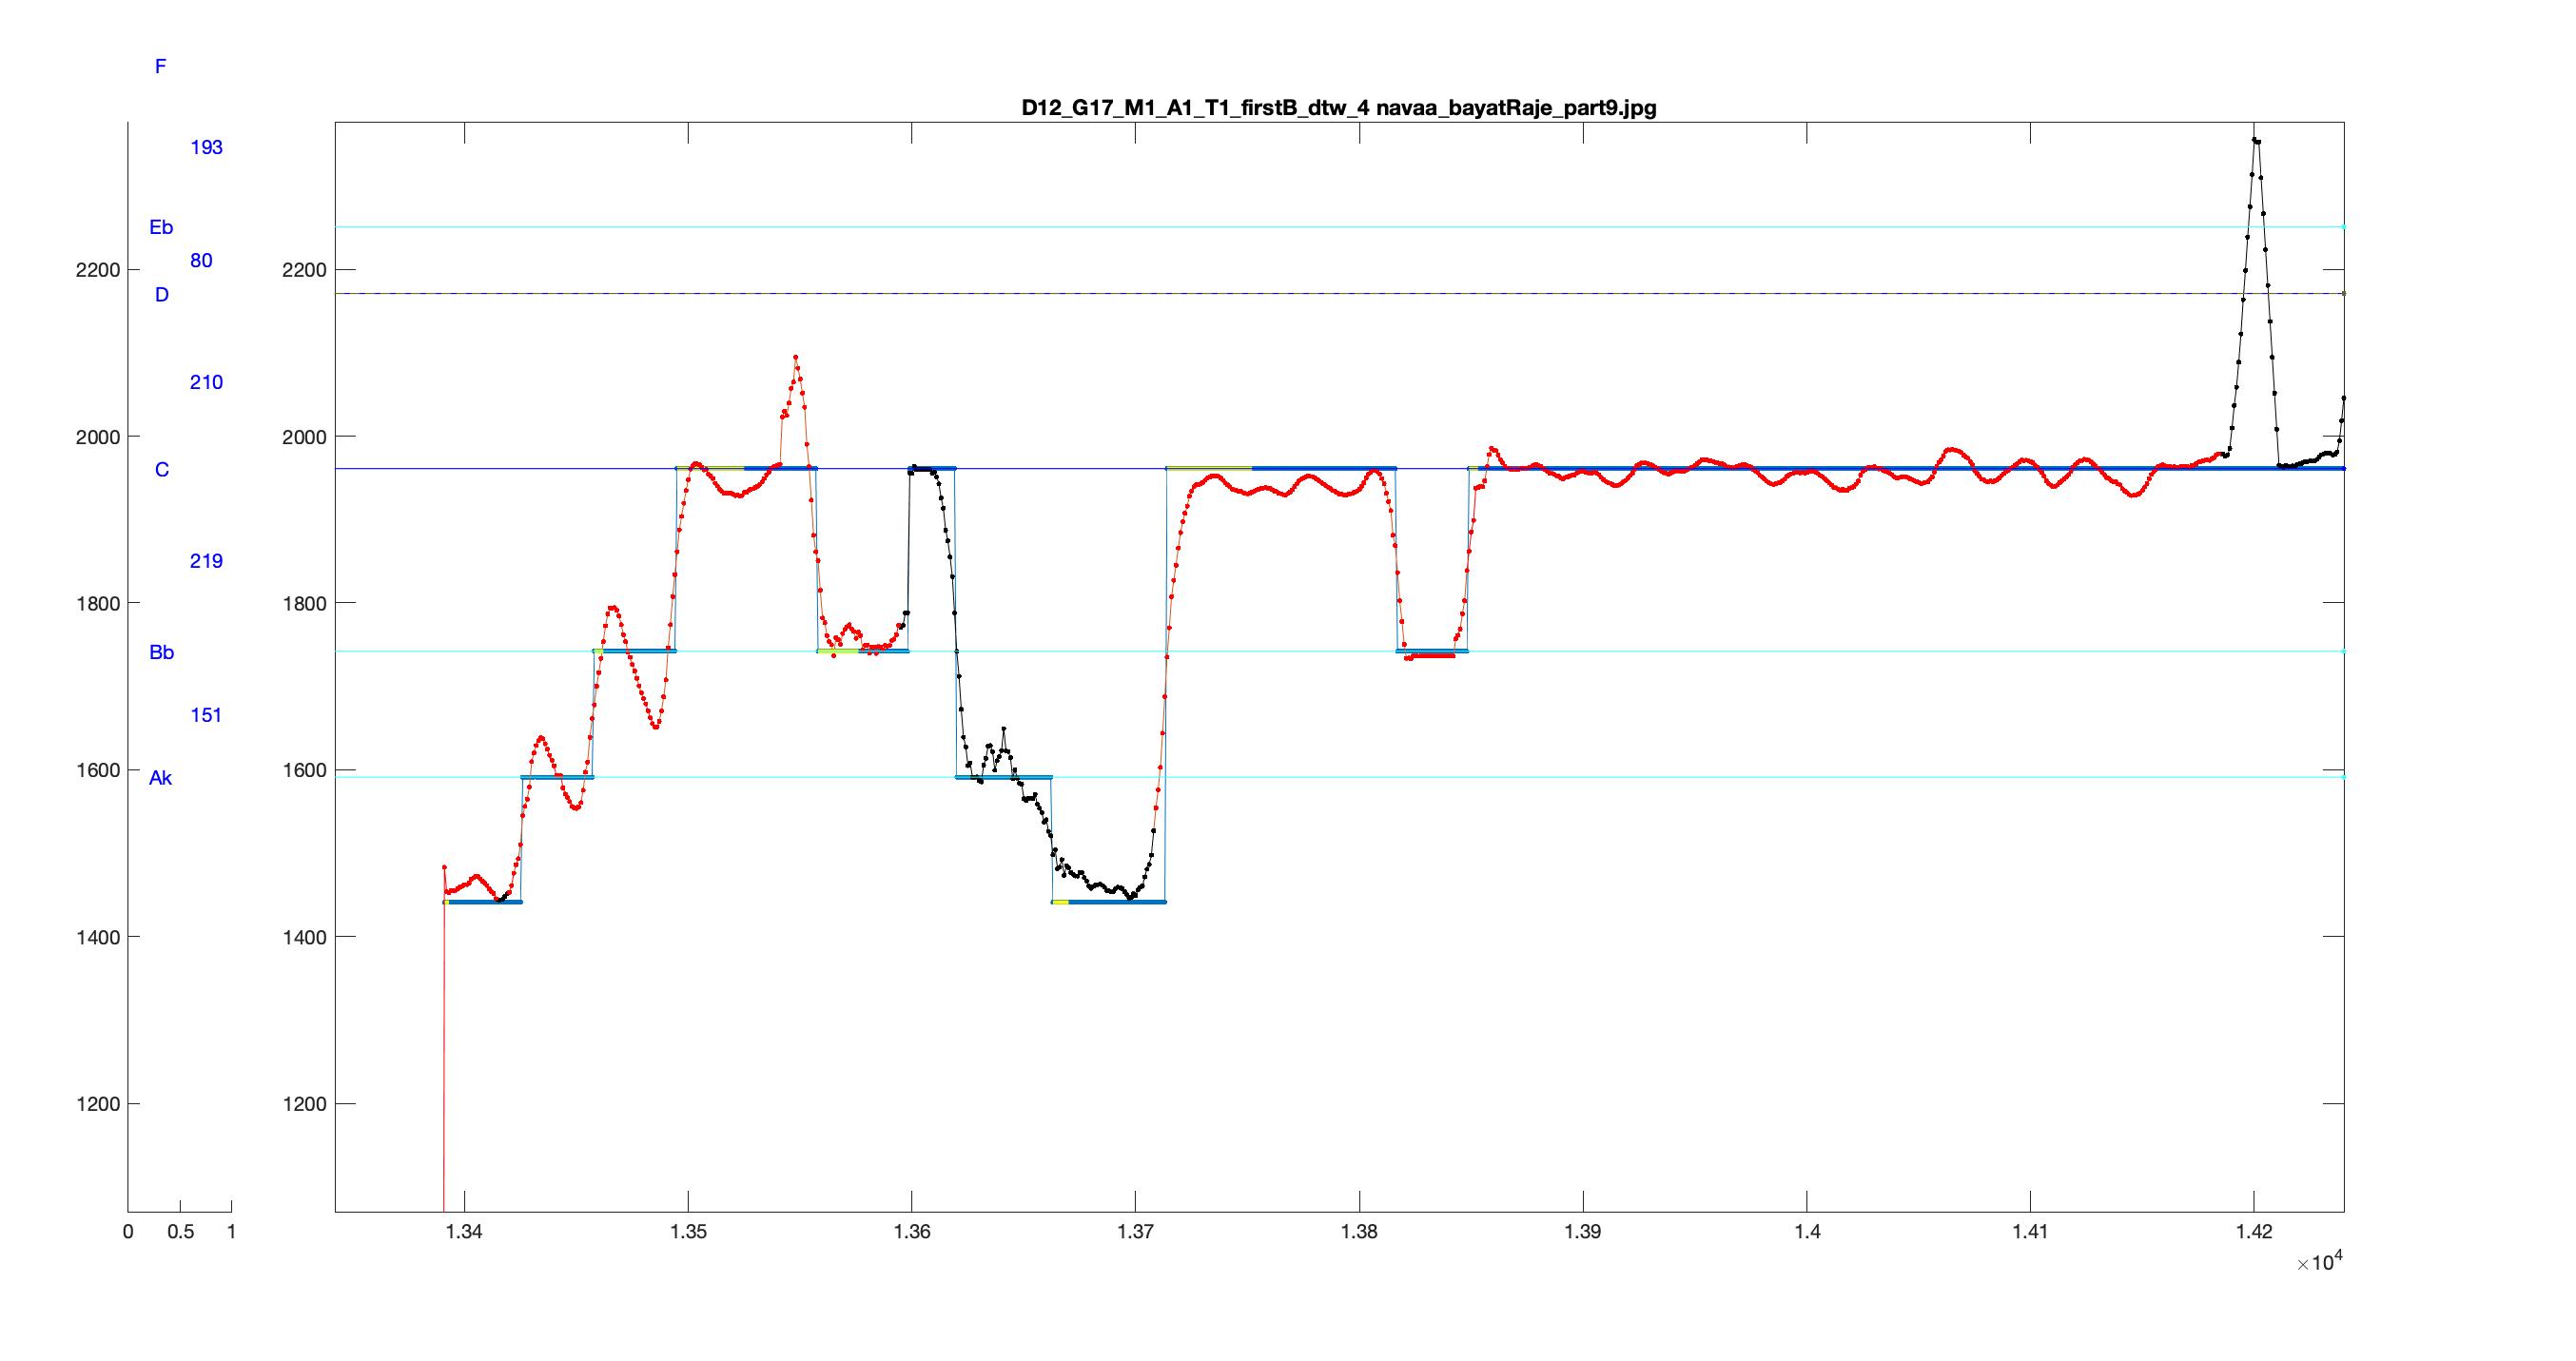 F
D12_G17_M1_A1_T1_firstB_dtw_4 navaa_bayatRaje_part9.jpg
193
Eb
80
2200 2200
D
210
2000 2000
C
219
1800 1800
Bb
151
1600 1600
Ak
1400 1400
1200 1200
0 0.5 1 1.34 1.35 1.36 1.37 1.38 1.39 1.4 1.41 1.42
×10⁴